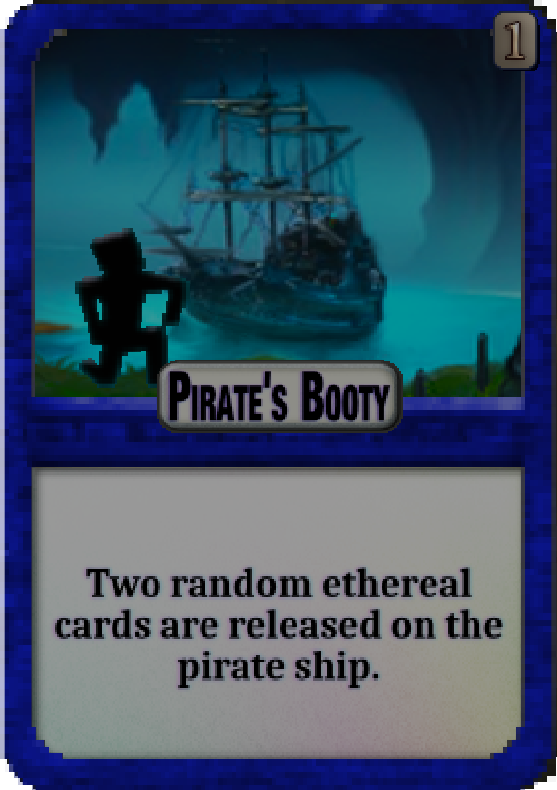 1
Pirate's Booty
Two random ethereal
cards are released on the
pirate ship.